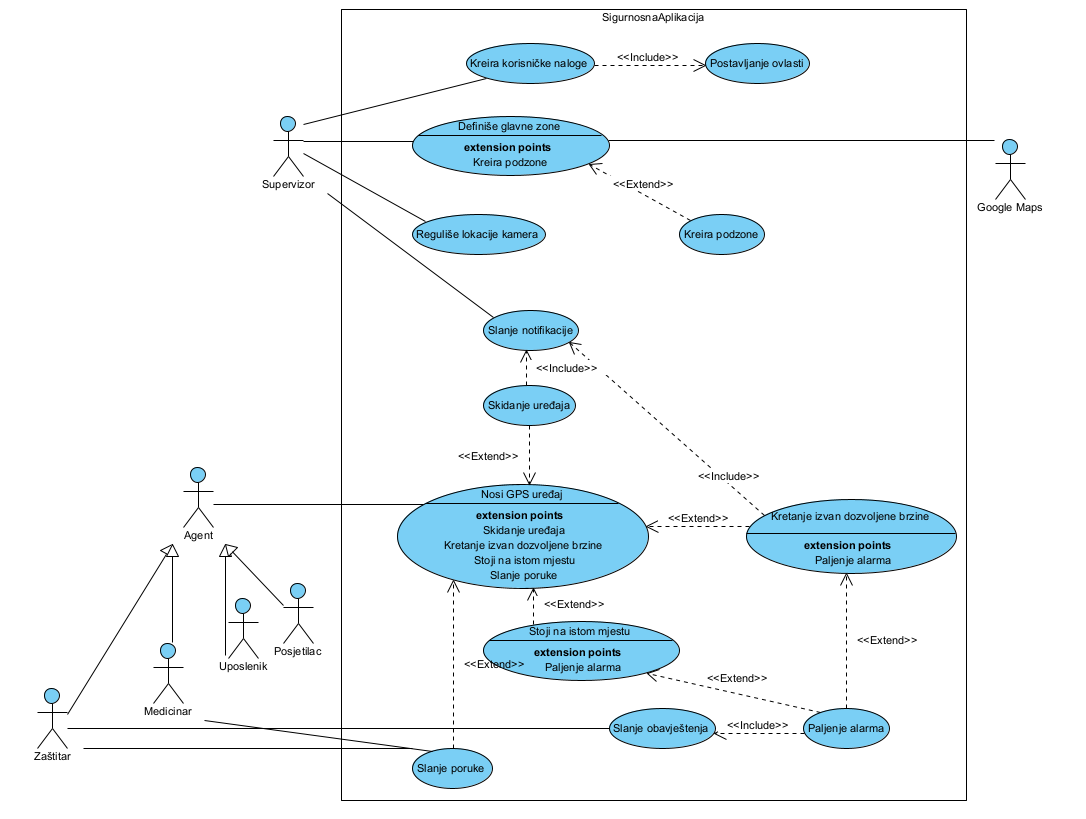 SigurnosnaAplikacija
Kreira korisničke naloge
<<Include>>
Postavljanje ovlasti
Definiše glavne zone
extension points
Kreira podzone
Supervizor
<<Extend>>
Google Maps
Reguliše lokacije kamera
Kreira podzone
Slanje notifikacije
<<Include>>
Skidanje uređaja
<<Extend>>
<<Include>>
Nosi GPS uređaj
extension points
Skidanje uređaja
Kretanje izvan dozvoljene brzine
Stoji na istom mjestu
Slanje poruke
<<Extend>>
Kretanje izvan dozvoljene brzine
extension points
Paljenje alarma
Agent
<<Extend>>
Stoji na istom mjestu
extension points
Paljenje alarma
<<Extend>>
<<Extend>>
<<Extend>>
Posjetilac
Uposlenik
Medicinar
Zaštitar
Slanje obavještenja
<<Include>>
Paljenje alarma
Slanje poruke